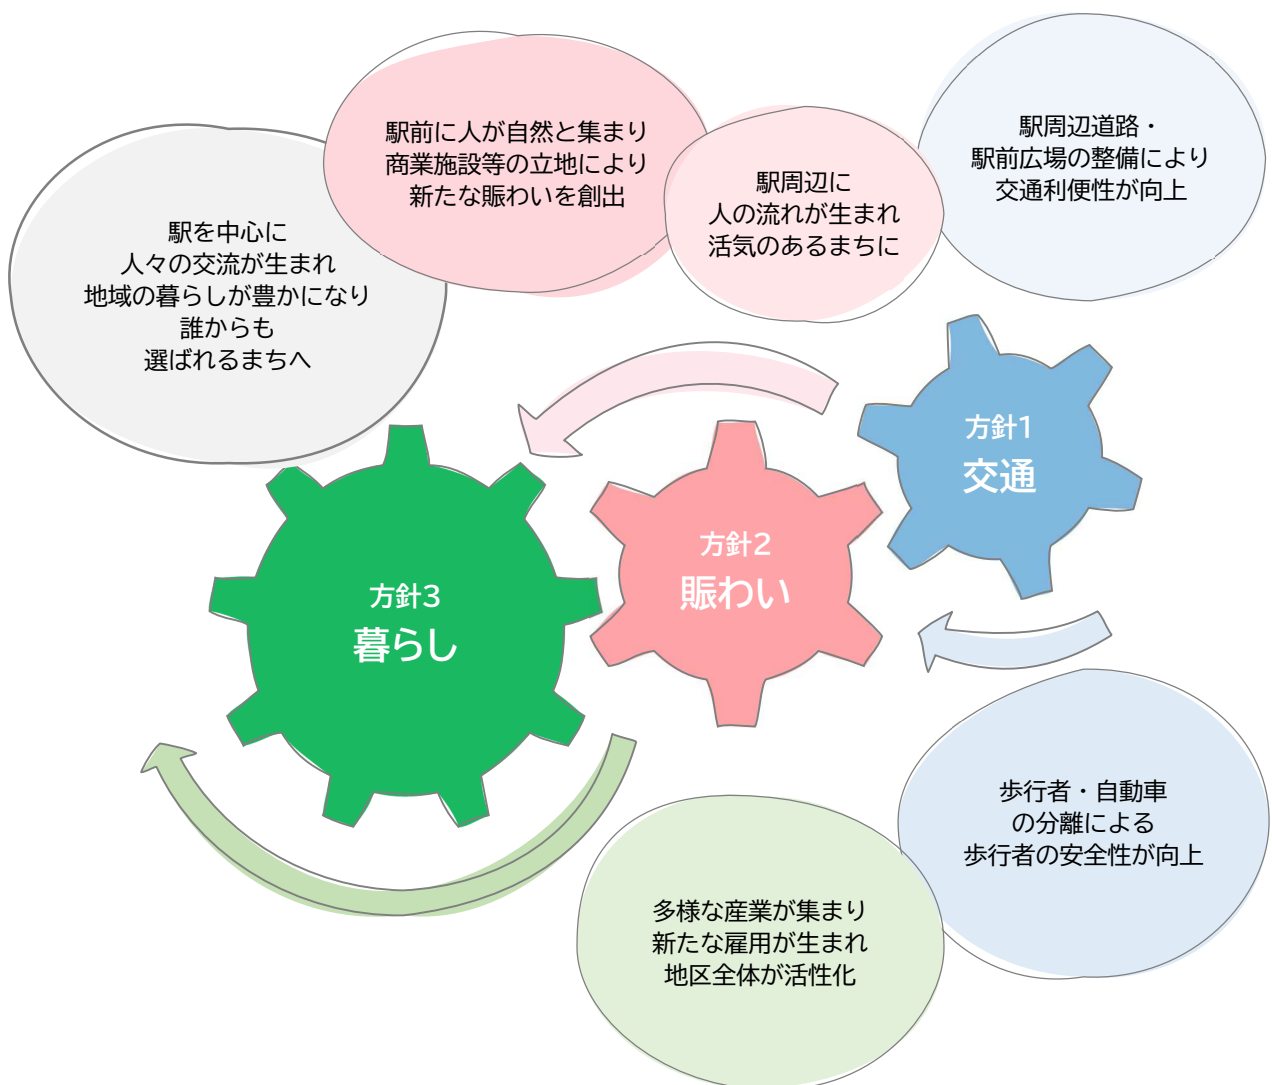 駅前に人が自然と集まり
商業施設等の立地により
新たな賑わいを創出
駅周辺道路・
駅前広場の整備により
交通利便性が向上
駅周辺に
人の流れが生まれ
活気のあるまちに
駅を中心に
人々の交流が生まれ
地域の暮らしが豊かになり
誰からも
選ばれるまちへ
方針1
交通
方針2
賑わい
方針3
暮らし
歩行者・自動車
の分離による
歩行者の安全性が向上
多様な産業が集まり
新たな雇用が生まれ
地区全体が活性化